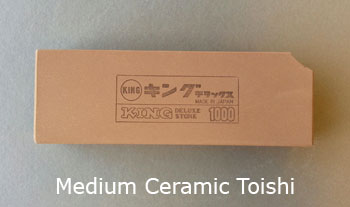 KING キング デラックス
MADE IN JAPAN
KING DELUXE STONE 1000
Medium Ceramic Toishi